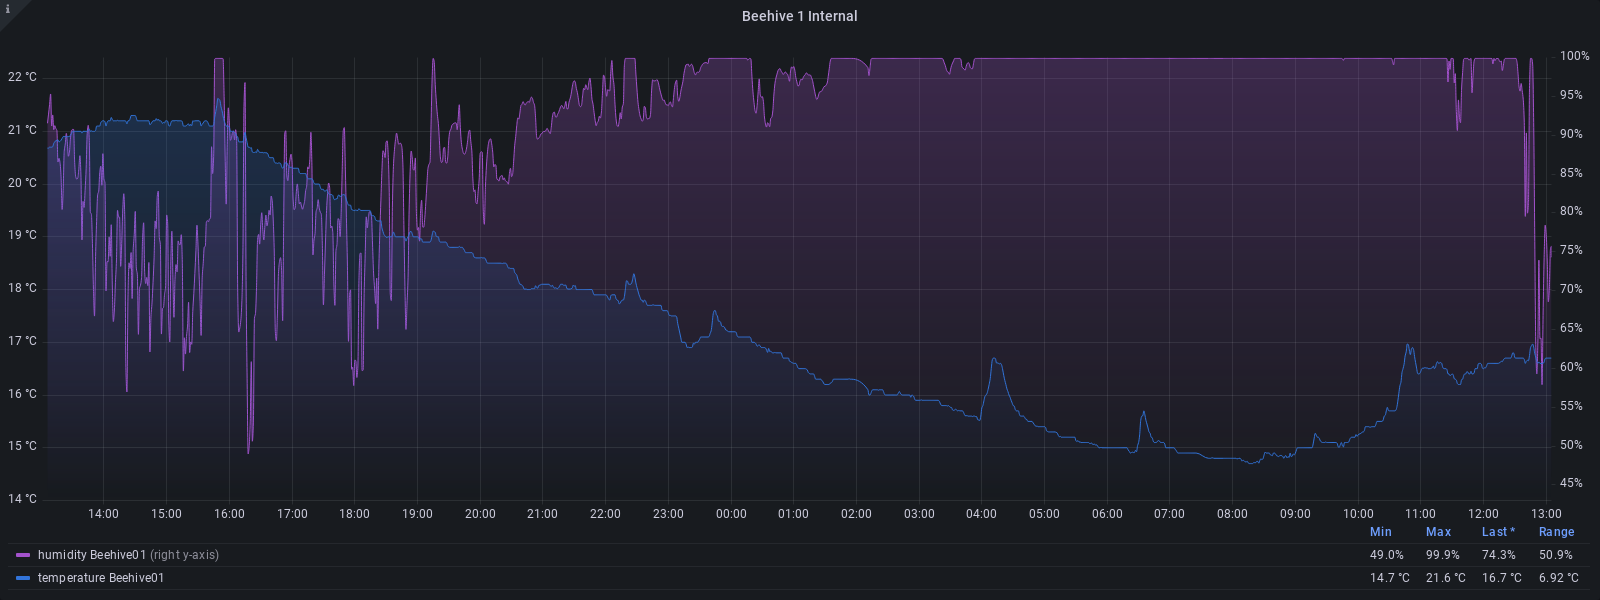 i
Beehive 1 Internal
22 °C
21 °C
20 °C
19 °C
18 °C
17 °C
16 °C
15 °C
14 °C
100%
95%
90%
85%
80%
75%
70%
65%
60%
55%
50%
45%
14:00 15:00 16:00 17:00 18:00 19:00 20:00 21:00 22:00 23:00 00:00 01:00 02:00 03:00 04:00 05:00 06:00 07:00 08:00 09:00 10:00 11:00 12:00 13:00
Min Max Last * Range
humidity Beehive01 (right y-axis) 49.0% 99.9% 74.3% 50.9%
temperature Beehive01 14.7 °C 21.6 °C 16.7 °C 6.92 °C